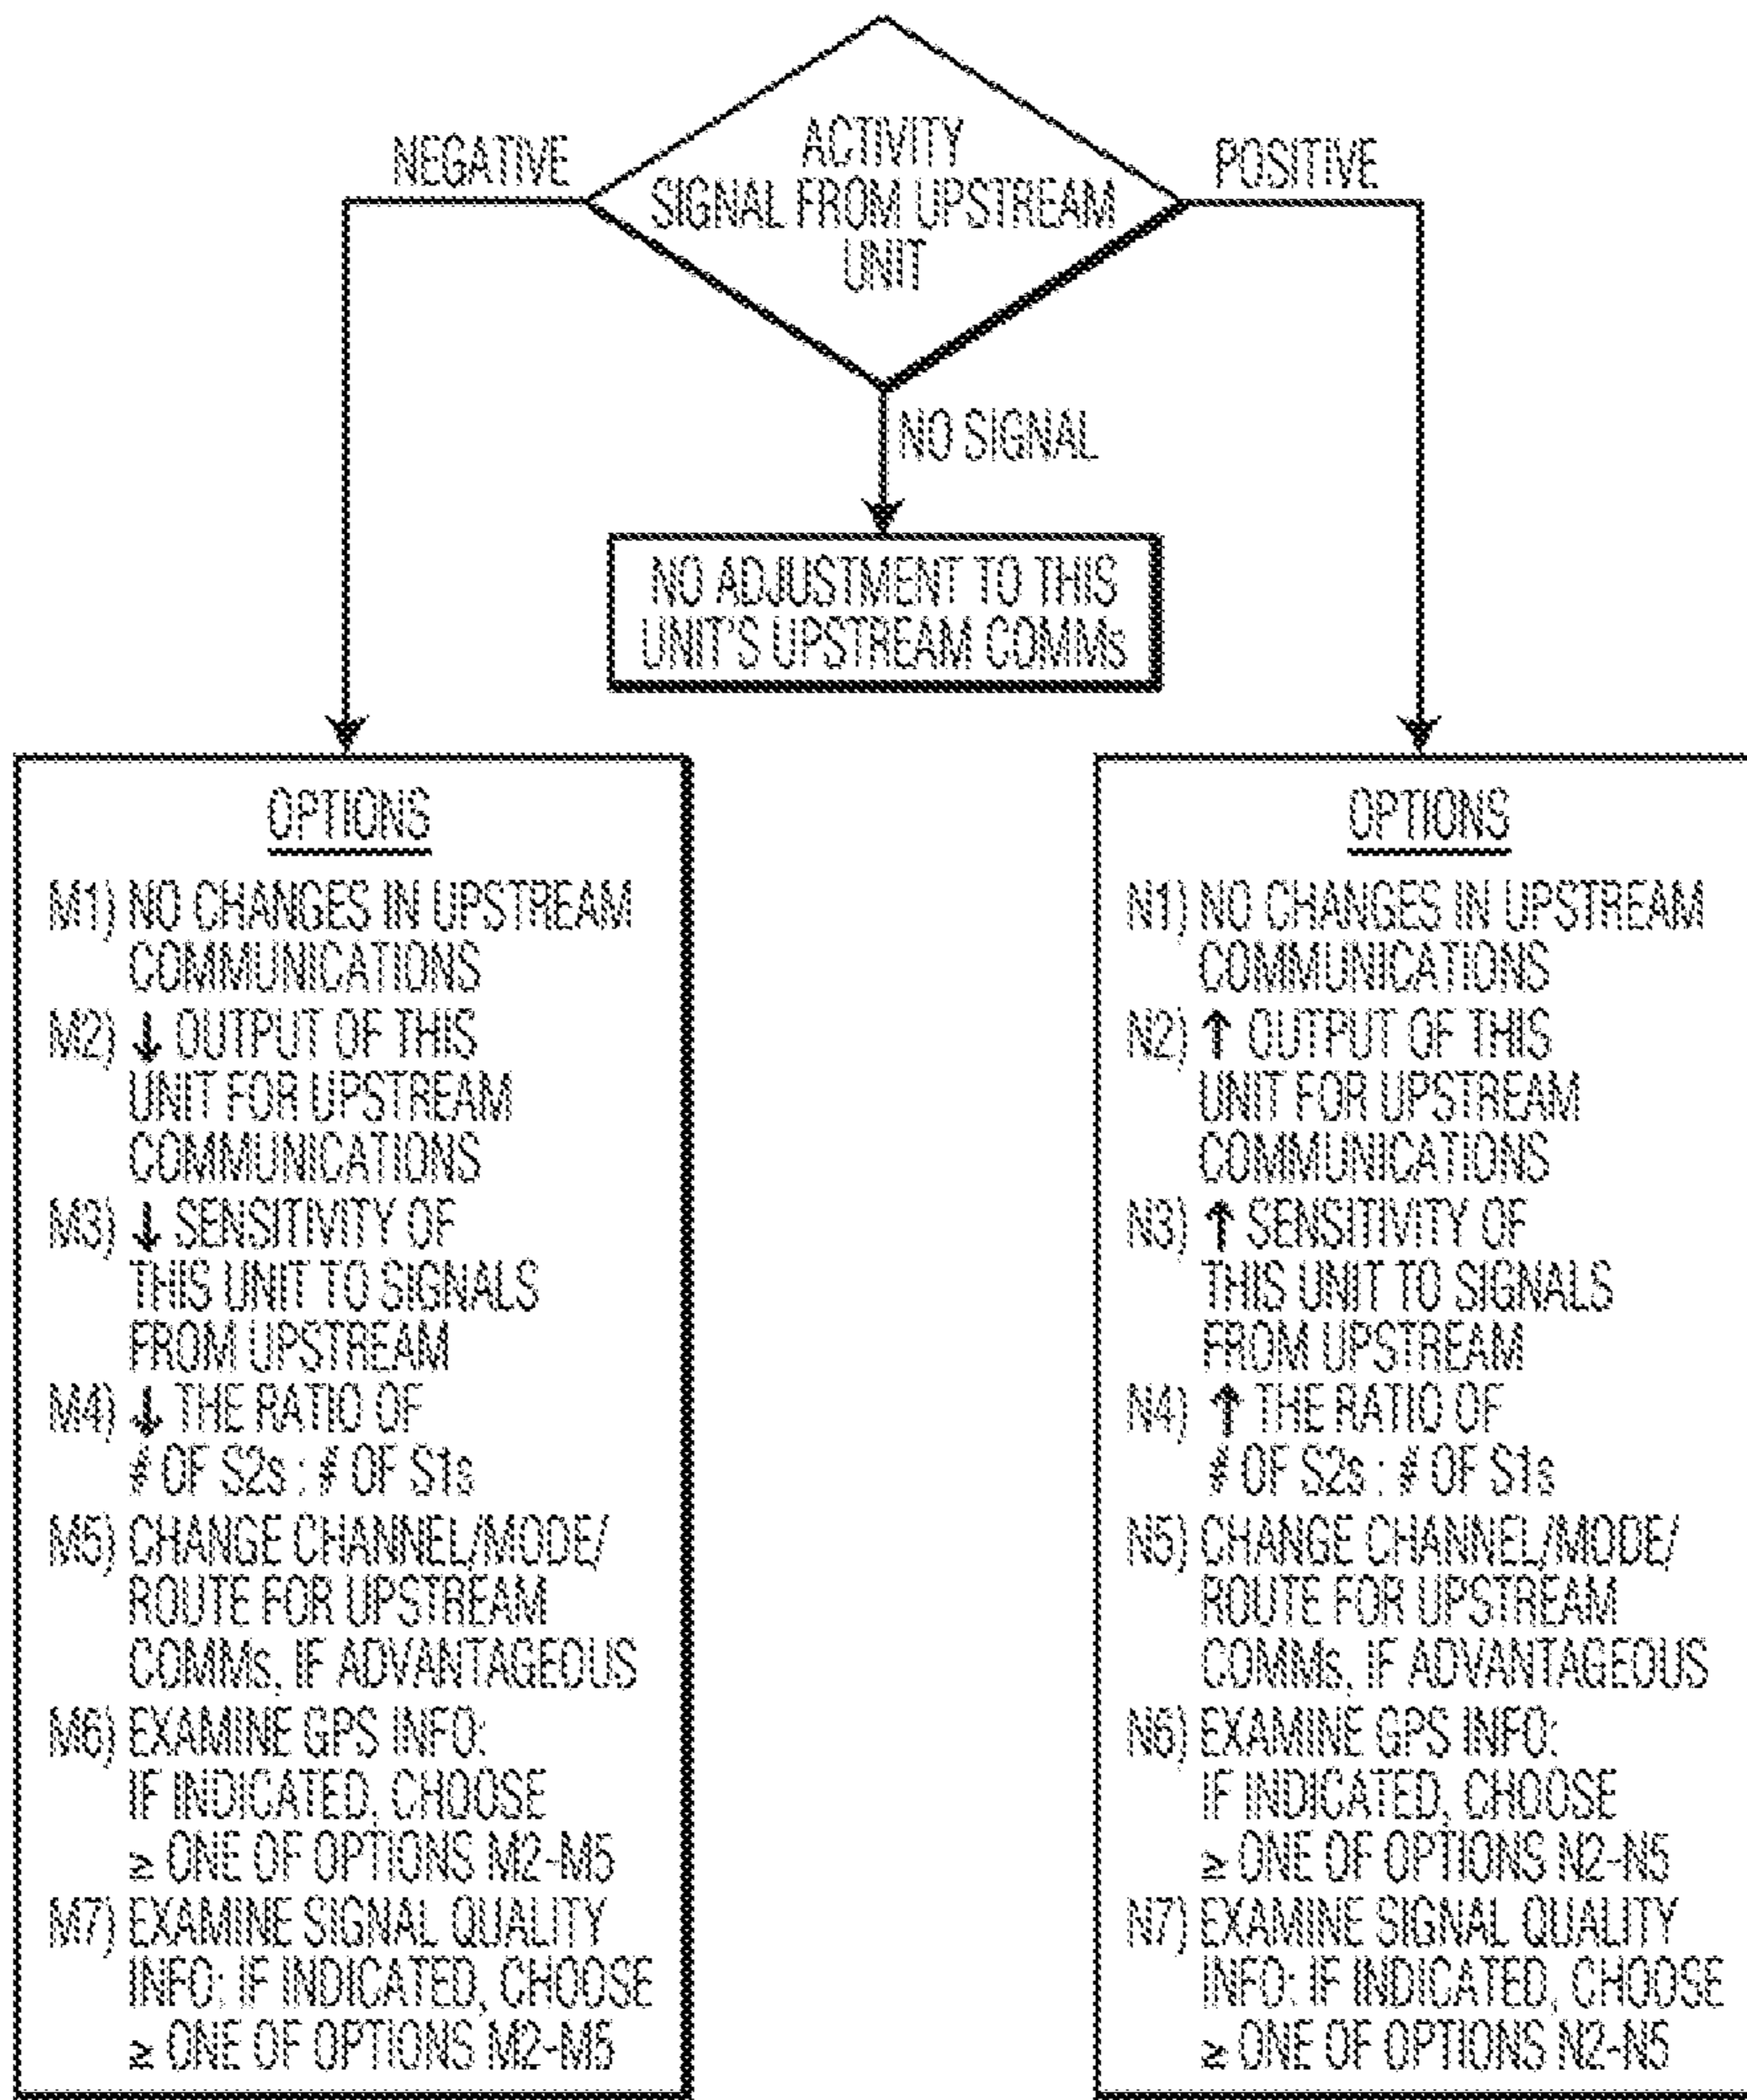 ACTIVITY
SIGNAL FROM UPSTREAM
UNIT
NEGATIVE
POSITIVE
NO SIGNAL
NO ADJUSTMENT TO THIS
UNIT'S UPSTREAM COMMs
OPTIONS
M1) NO CHANGES IN UPSTREAM
COMMUNICATIONS
M2) ↓ OUTPUT OF THIS
UNIT FOR UPSTREAM
COMMUNICATIONS
M3) ↓ SENSITIVITY OF
THIS UNIT TO SIGNALS
FROM UPSTREAM
M4) ↓ THE RATIO OF
# OF S2s : # OF S1s
M5) CHANGE CHANNEL/MODE/
ROUTE FOR UPSTREAM
COMMs, IF ADVANTAGEOUS
M6) EXAMINE GPS INFO:
IF INDICATED, CHOOSE
≥ ONE OF OPTIONS M2-M5
M7) EXAMINE SIGNAL QUALITY
INFO: IF INDICATED, CHOOSE
≥ ONE OF OPTIONS M2-M5
OPTIONS
N1) NO CHANGES IN UPSTREAM
COMMUNICATIONS
N2) ↑ OUTPUT OF THIS
UNIT FOR UPSTREAM
COMMUNICATIONS
N3) ↑ SENSITIVITY OF
THIS UNIT TO SIGNALS
FROM UPSTREAM
N4) ↑ THE RATIO OF
# OF S2s : # OF S1s
N5) CHANGE CHANNEL/MODE/
ROUTE FOR UPSTREAM
COMMs, IF ADVANTAGEOUS
N6) EXAMINE GPS INFO:
IF INDICATED, CHOOSE
≥ ONE OF OPTIONS N2-N5
N7) EXAMINE SIGNAL QUALITY
INFO: IF INDICATED, CHOOSE
≥ ONE OF OPTIONS N2-N5